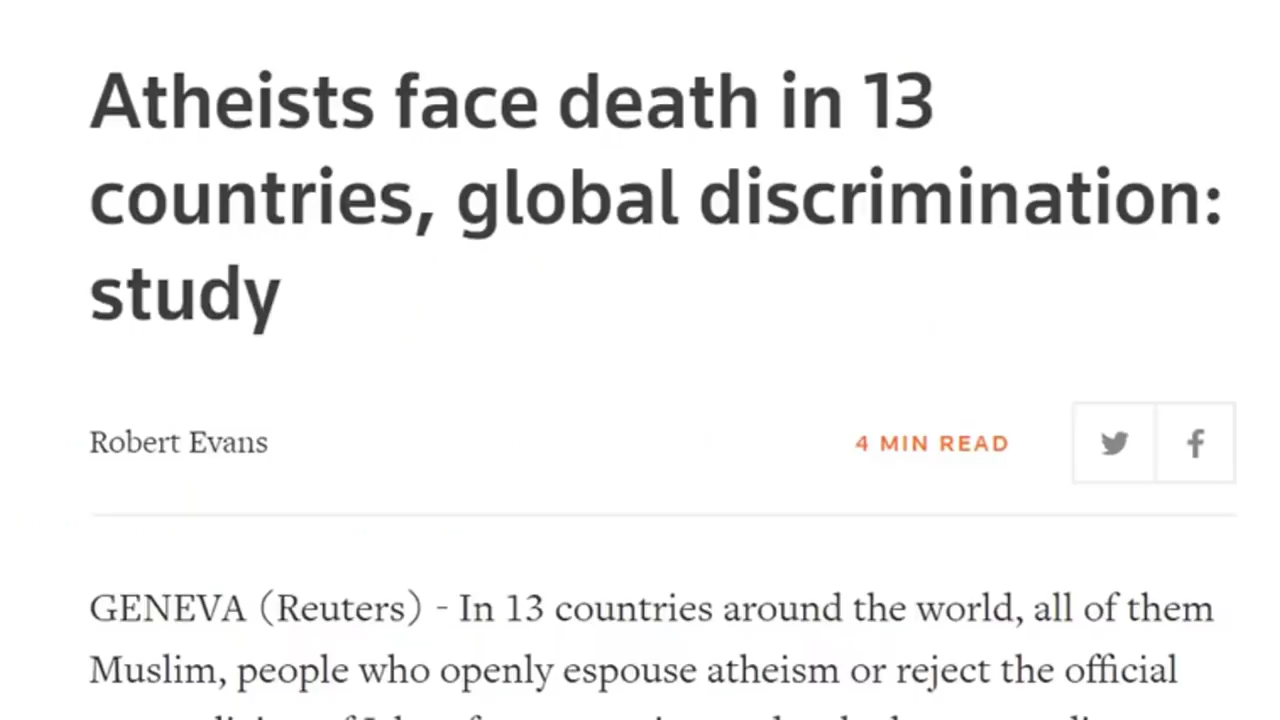 Atheists face death in 13
countries, global discrimination:
study
Robert Evans
4 MIN READ
GENEVA (Reuters) - In 13 countries around the world, all of them
Muslim, people who openly espouse atheism or reject the official